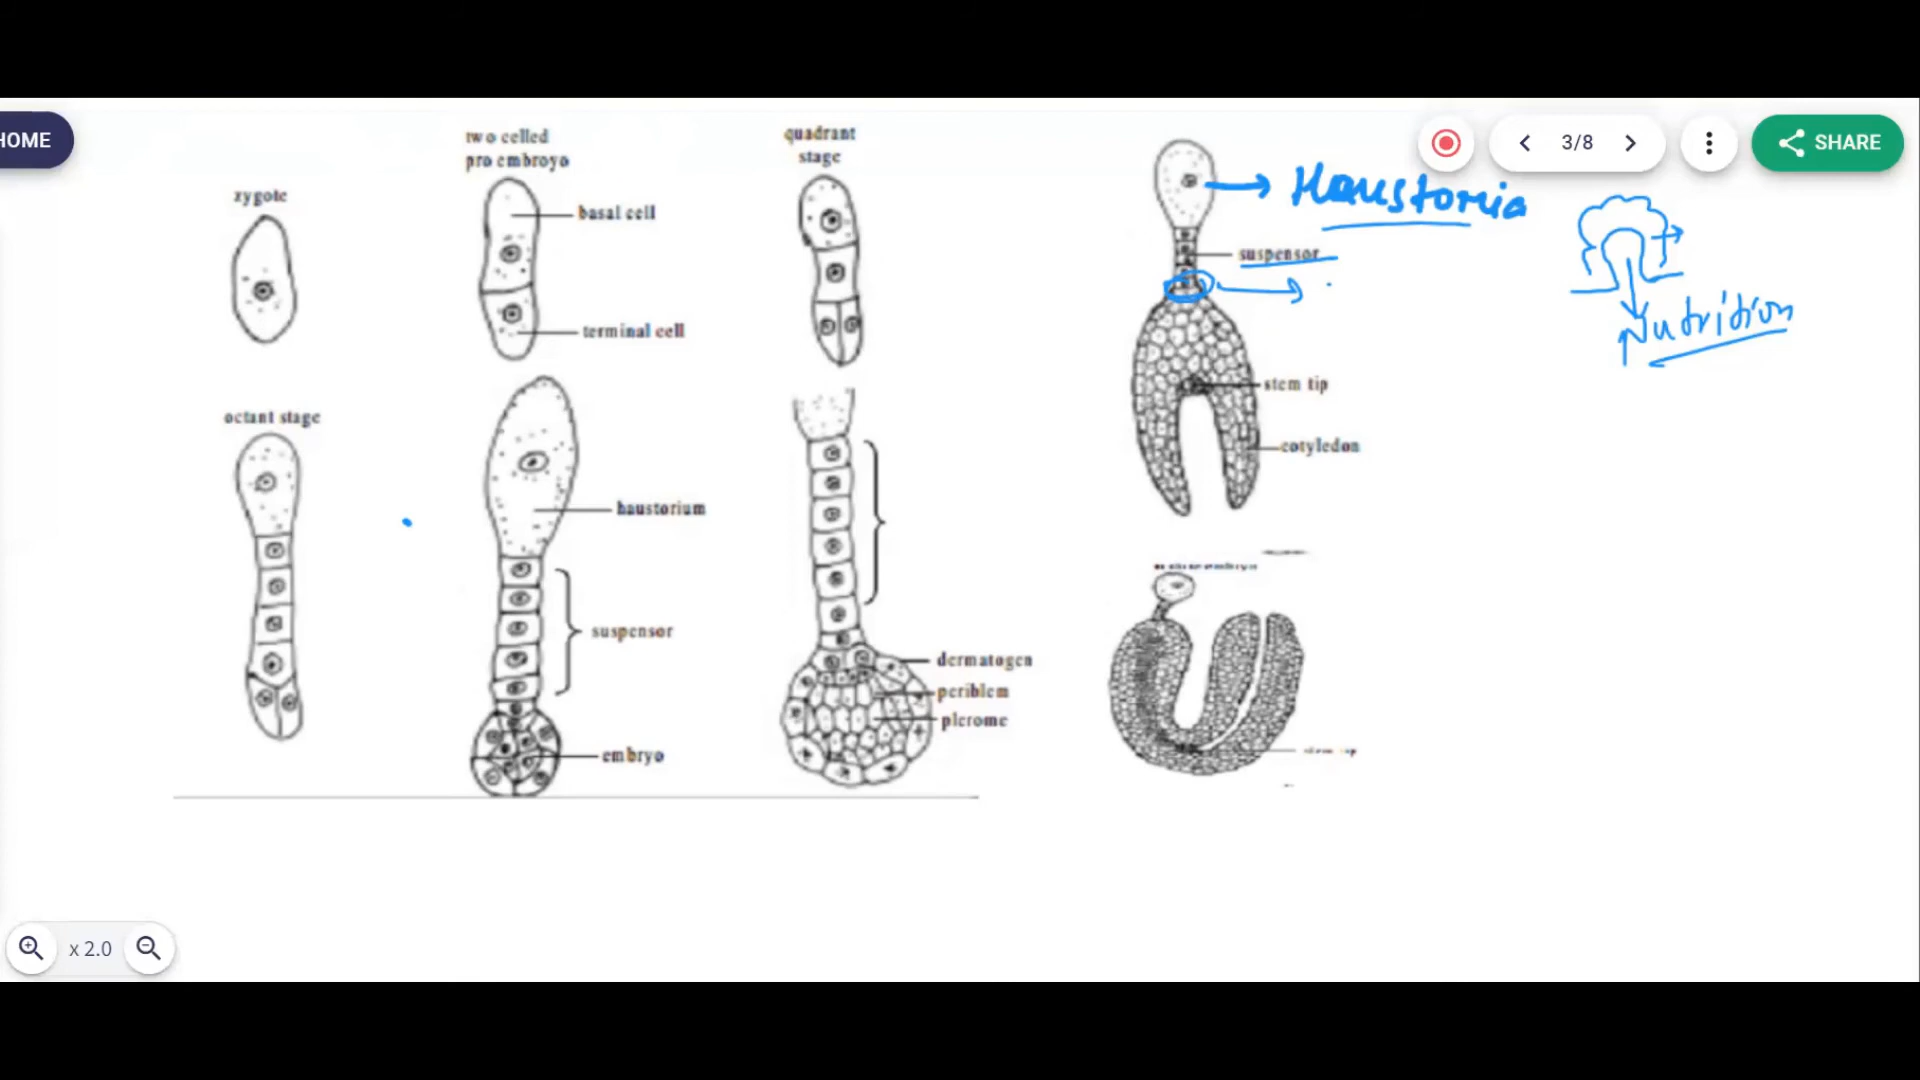 HOME
3/8
SHARE
two celled
pro embroyo
quadrant
stage
zygote
basal cell
terminal cell
Haustoria
suspensor
Nutrition
stem tip
cotyledon
octant stage
haustorium
suspensor
embryo
dermatogen
periblem
plerome
x 2.0